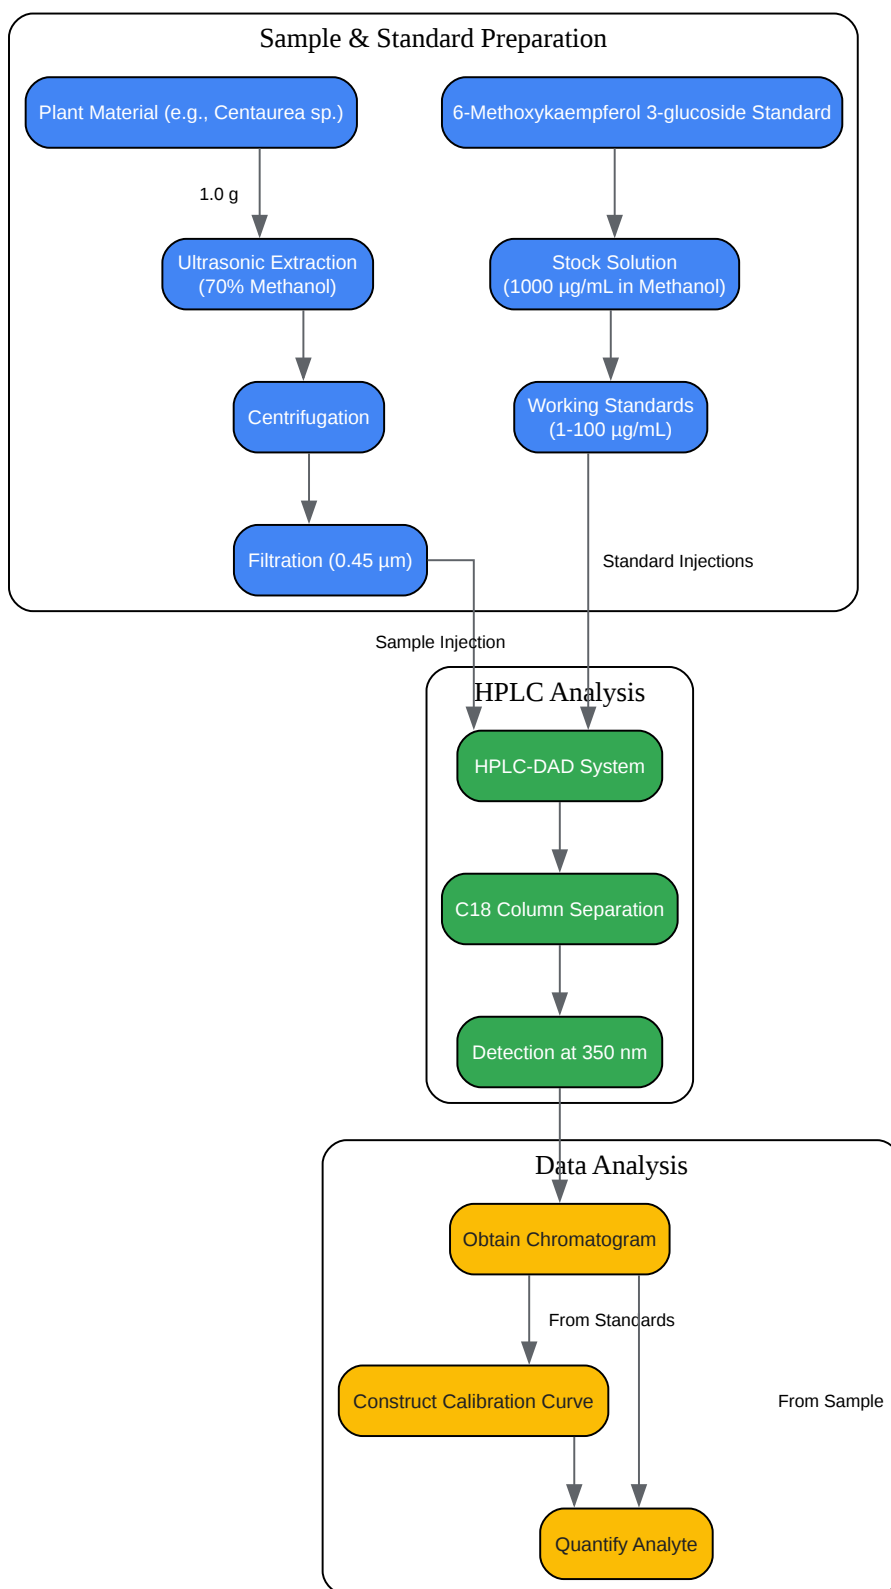 Sample & Standard Preparation
Plant Material (e.g., Centaurea sp.)
6-Methoxykaempferol 3-glucoside Standard
1.0 g
Ultrasonic Extraction
(70% Methanol)
Stock Solution
(1000 µg/mL in Methanol)
Centrifugation
Working Standards
(1-100 µg/mL)
Filtration (0.45 µm)
Standard Injections
Sample Injection
HPLC Analysis
HPLC-DAD System
C18 Column Separation
Detection at 350 nm
Data Analysis
Obtain Chromatogram
From Standards
Construct Calibration Curve
From Sample
Quantify Analyte